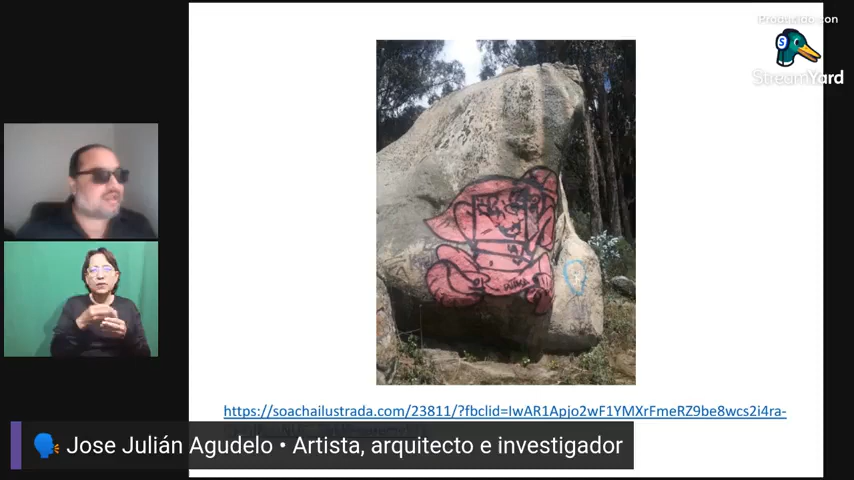 Producido con
StreamYard
https://soachailustrada.com/23811/?fbclid=IwAR1Apjo2wF1YMXrFmeRZ9be8wcs2i4ra-
Jose Julián Agudelo • Artista, arquitecto e investigador